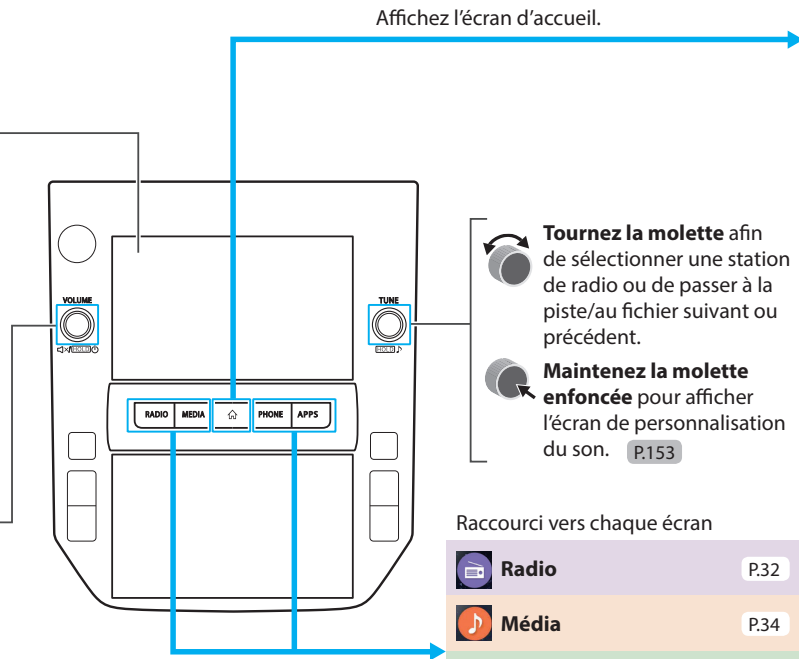 Affichez l'écran d'accueil.
VOLUME
HOLD
TUNE
HOLD
RADIO MEDIA PHONE APPS
Tournez la molette afin
de sélectionner une station
de radio ou de passer à la
piste/au fichier suivant ou
précédent.
Maintenez la molette
enfoncée pour afficher
l'écran de personnalisation
du son. P.153
Raccourci vers chaque écran
Radio P.32
Média P.34